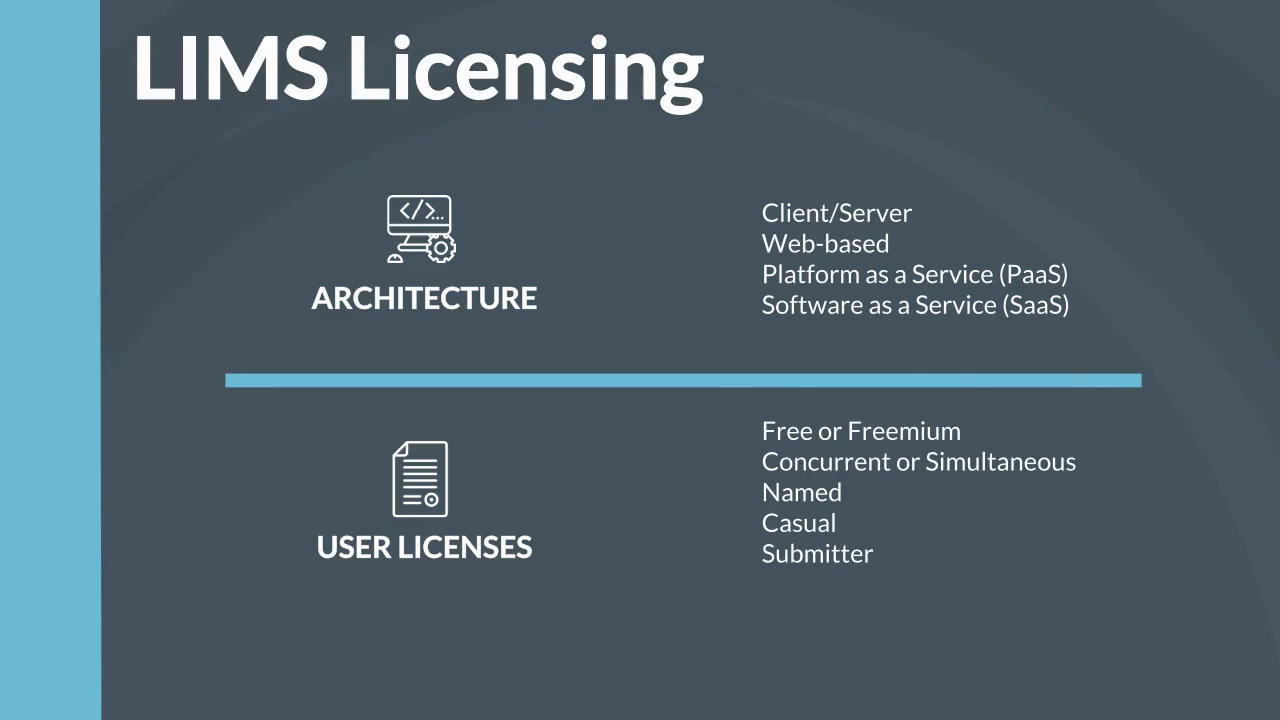 LIMS Licensing
</>...
ARCHITECTURE
Client/Server
Web-based
Platform as a Service (PaaS)
Software as a Service (SaaS)
USER LICENSES
Free or Freemium
Concurrent or Simultaneous
Named
Casual
Submitter